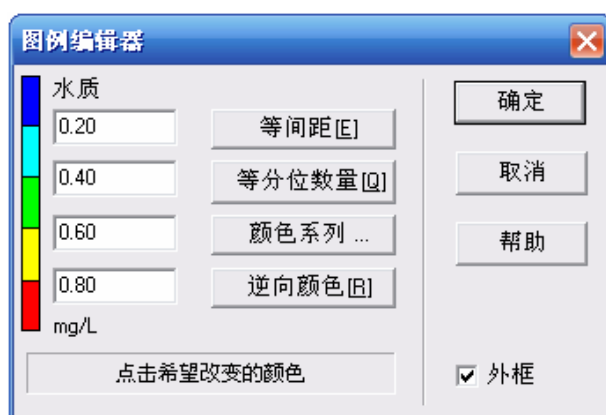 图例编辑器
水质
0.20
等间距[E]
确定
0.40
等分位数量[Q]
取消
0.60
颜色系列 ...
帮助
0.80
逆向颜色[R]
mg/L
点击希望改变的颜色
外框